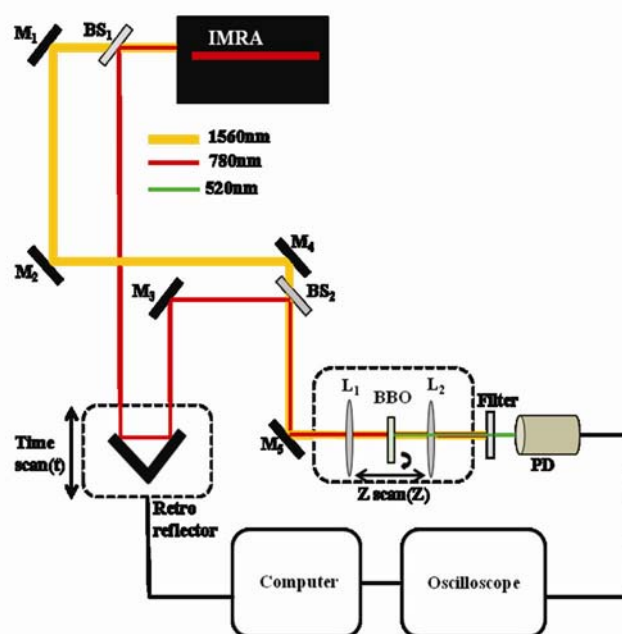 M1
BS1
IMRA
1560nm
780nm
520nm
M2
M4
M3
BS2
L1
BBO
L2
Filter
M5
PD
Time
scan(t)
Z scan(Z)
Retro
reflector
Computer
Oscilloscope